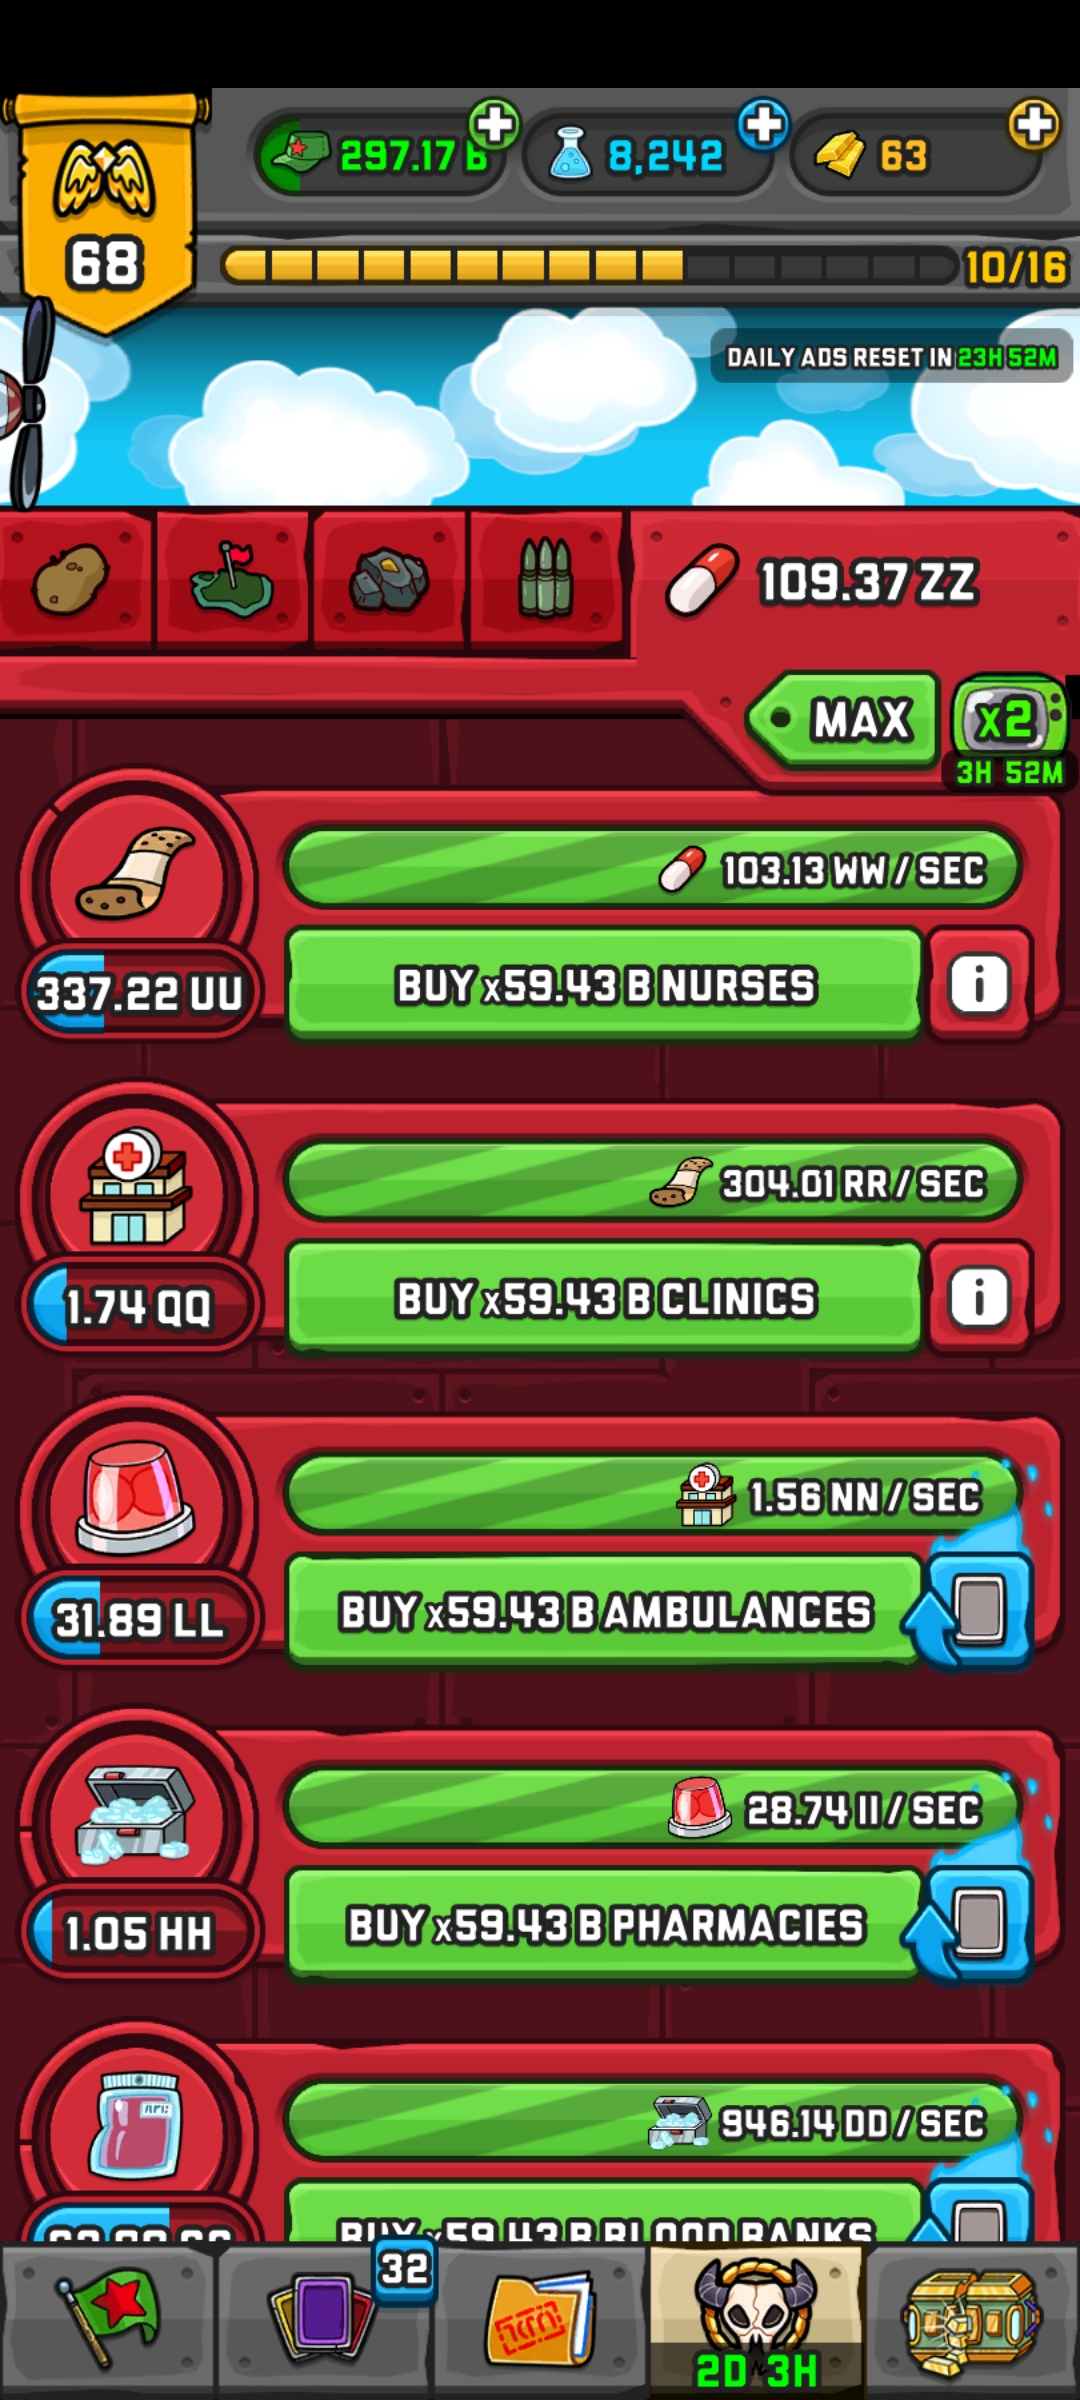 297.17 B
8,242
63
68
10/16
DAILY ADS RESET IN 23H 52M
109.37 ZZ
MAX
x2
3H 52M
103.13 WW / SEC
337.22 UU
BUY x59.43 B NURSES
i
304.01 RR / SEC
1.74 QQ
BUY x59.43 B CLINICS
i
1.56 NN / SEC
31.89 LL
BUY x59.43 B AMBULANCES
28.74 II / SEC
1.05 HH
BUY x59.43 B PHARMACIES
946.14 DD / SEC
BUY x59.43 B BLOOD BANKS
32
2D 3H